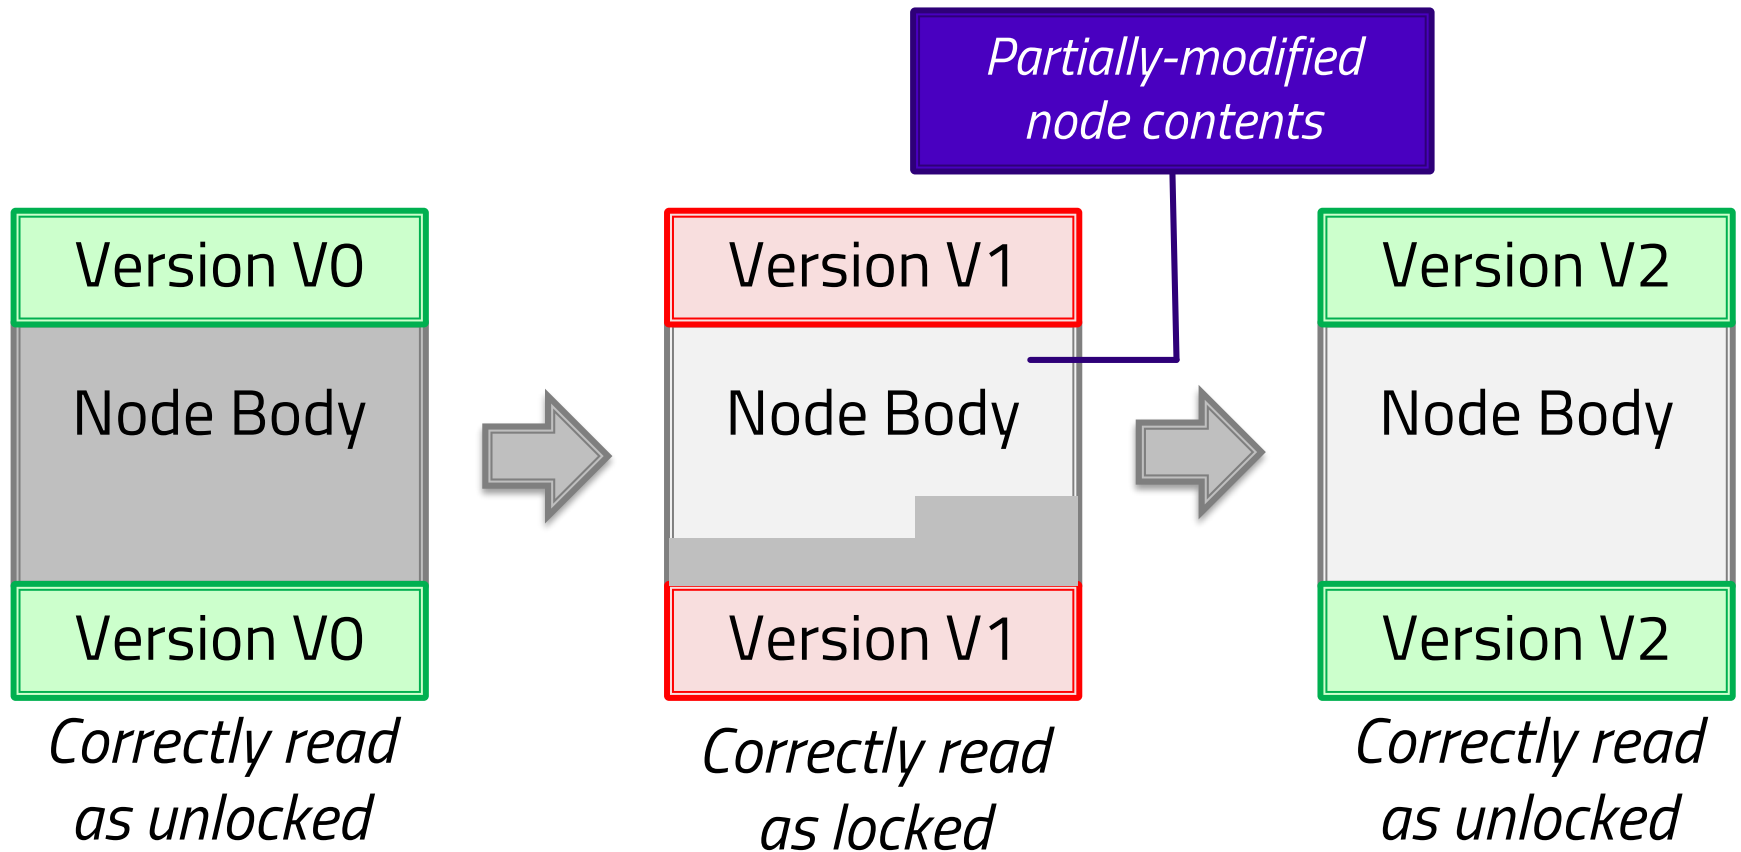 Partially-modified
node contents
Version V0
Node Body
Version V0
Correctly read
as unlocked
Version V1
Node Body
Version V1
Correctly read
as locked
Version V2
Node Body
Version V2
Correctly read
as unlocked